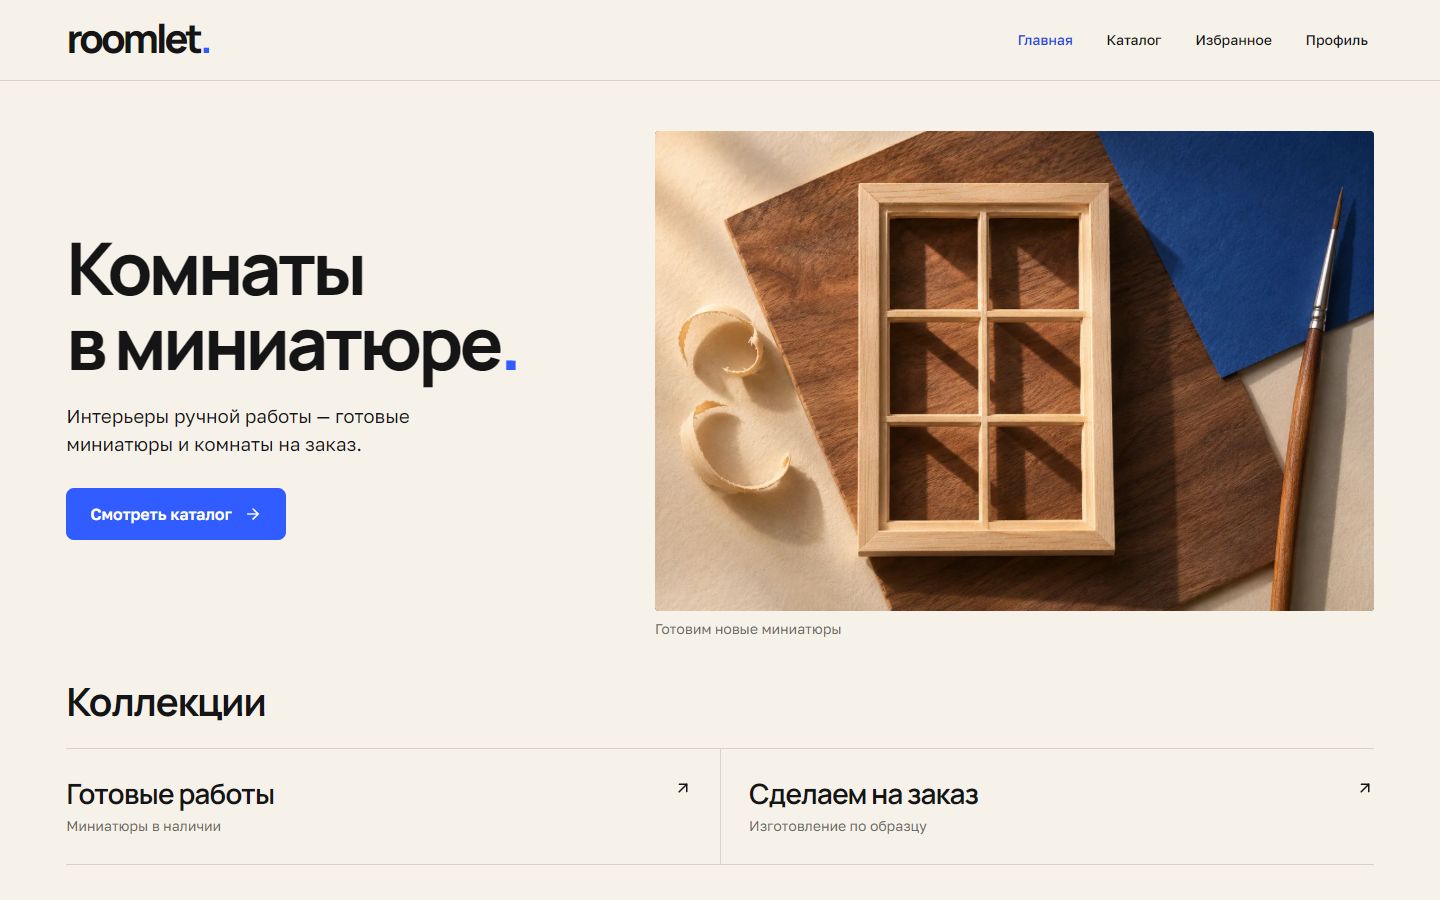 roomlet.
Главная
Каталог
Избранное
Профиль
Комнаты
в миниатюре.
Интерьеры ручной работы — готовые
миниатюры и комнаты на заказ.
Смотреть каталог →
Готовим новые миниатюры
Коллекции
Готовые работы
Миниатюры в наличии
Сделаем на заказ
Изготовление по образцу